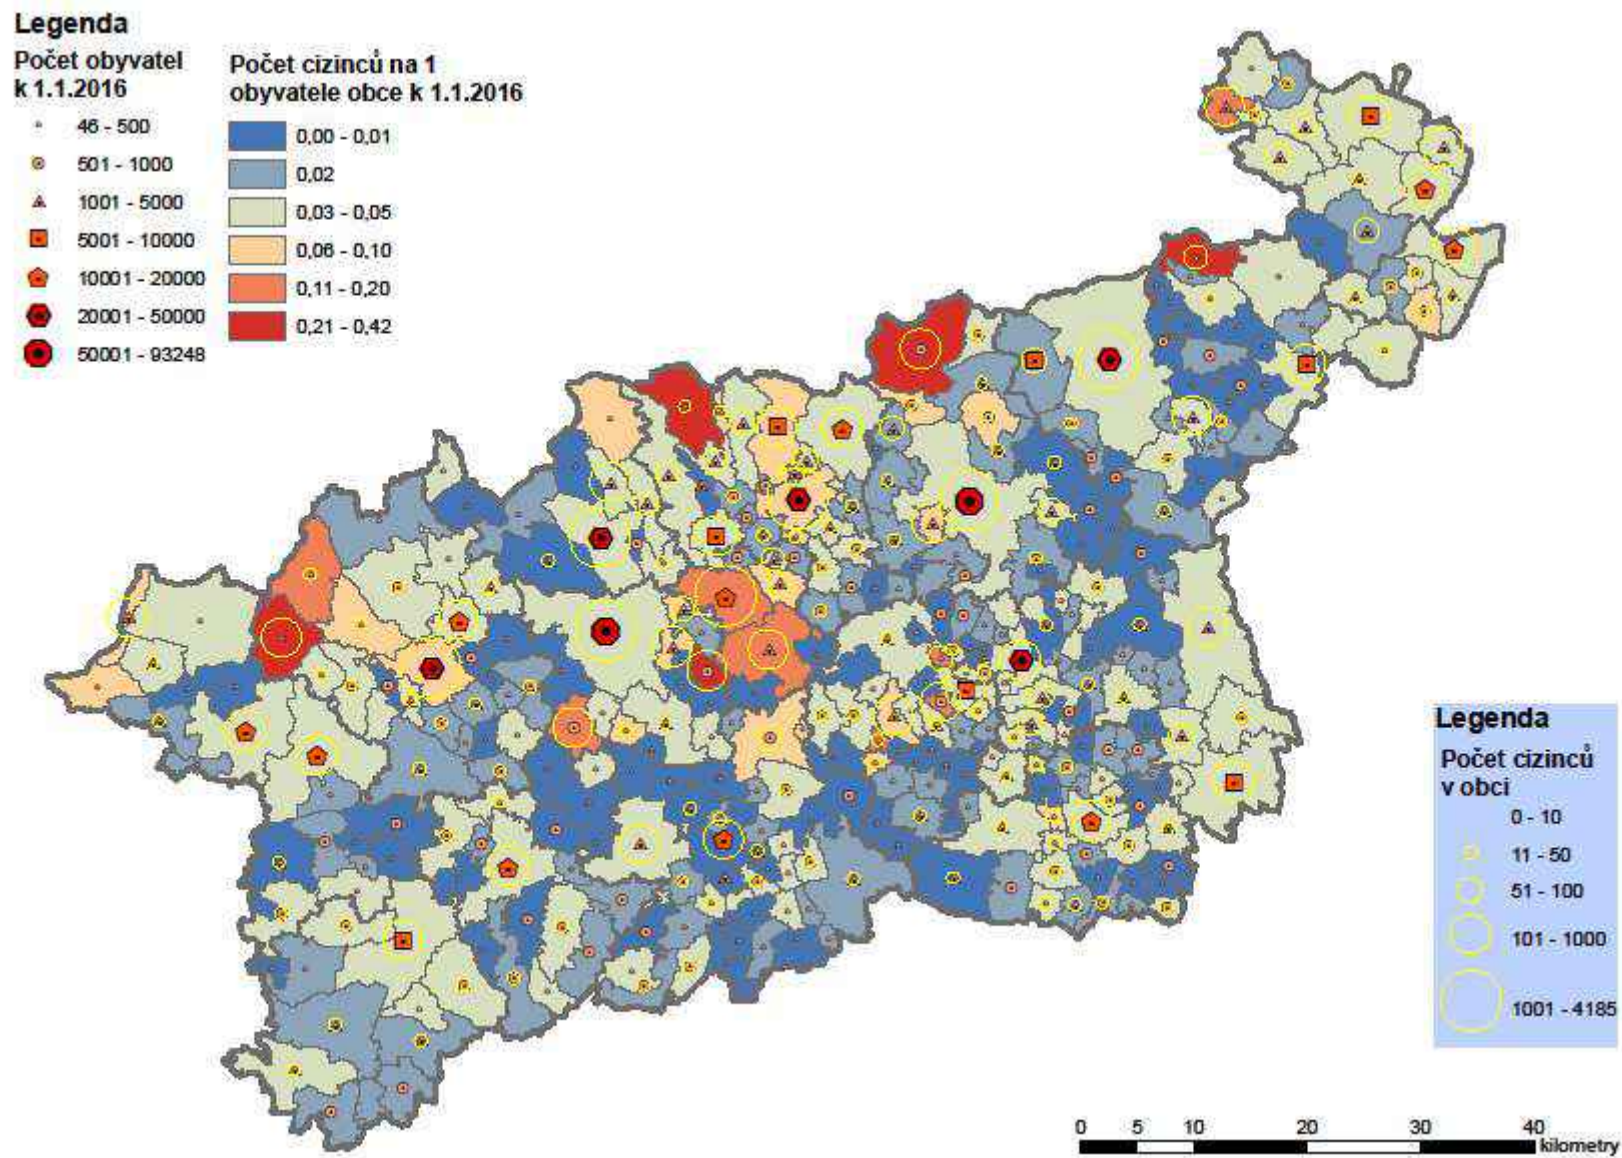 Legenda
Počet obyvatel
k 1.1.2016
46 - 500
501 - 1000
1001 - 5000
5001 - 10000
10001 - 20000
20001 - 50000
50001 - 93248
Počet cizinců na 1
obyvatele obce k 1.1.2016
0,00 - 0,01
0,02
0,03 - 0,05
0,06 - 0,10
0,11 - 0,20
0,21 - 0,42
Legenda
Počet cizinců
v obci
0 - 10
11 - 50
51 - 100
101 - 1000
1001 - 4185
0 5 10 20 30 40
kilometry